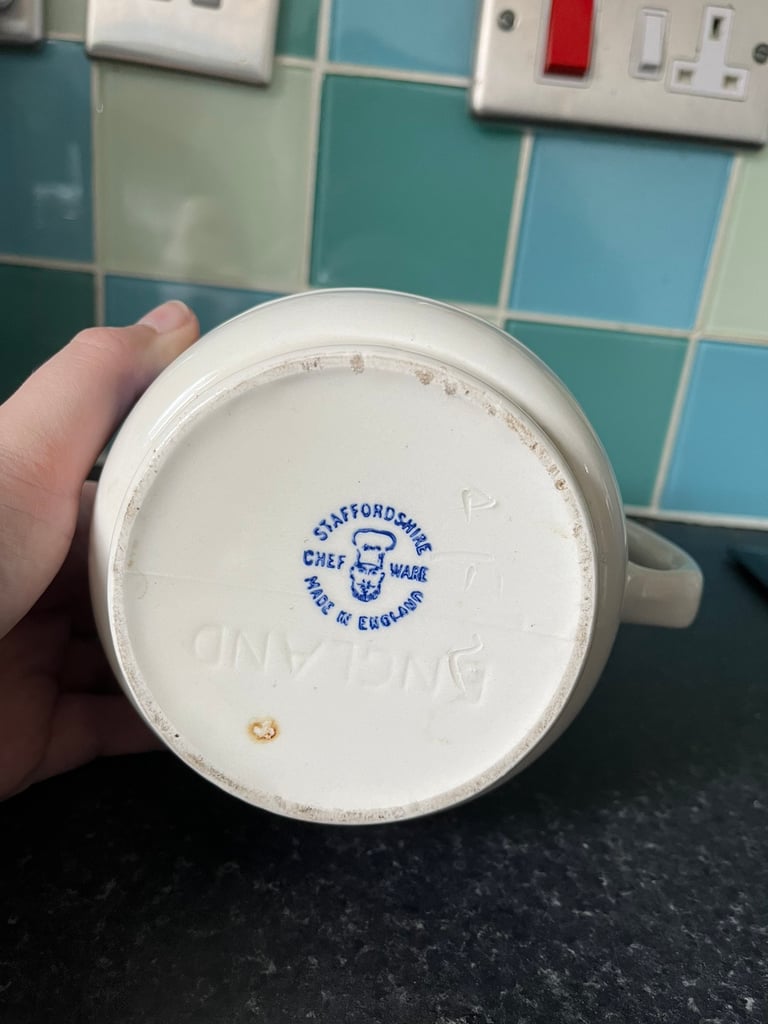 STAFFORDSHIRE
CHEF WARE
MADE IN ENGLAND
ENGLAND